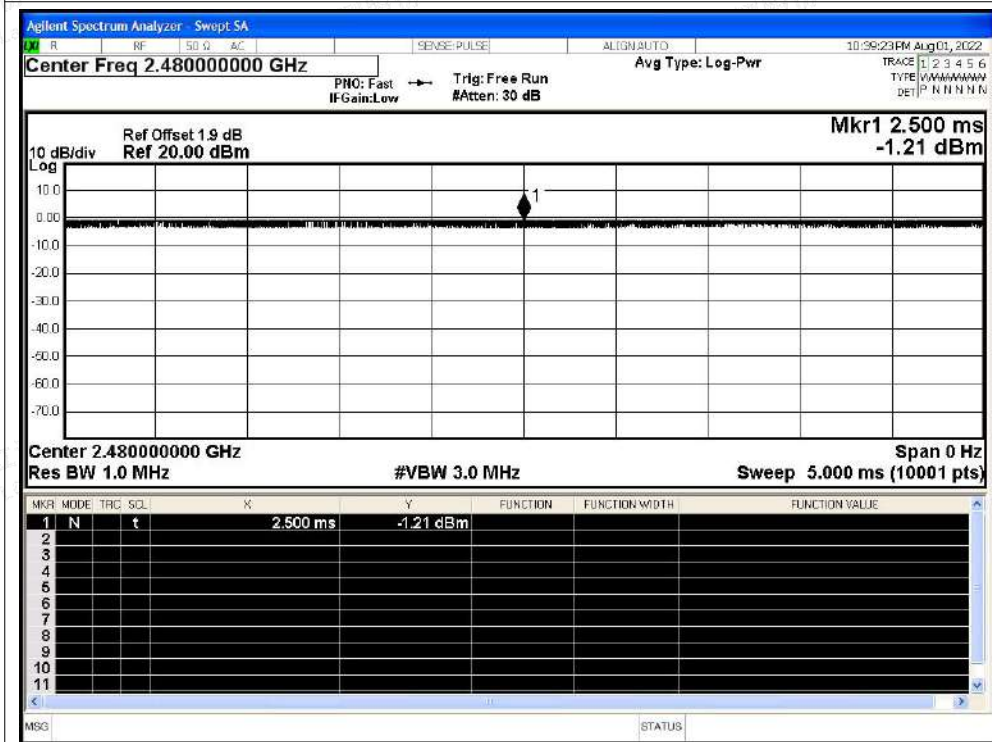 Agilent Spectrum Analyzer - Swept SA
LXI R RF 50 Ω AC SENSE:PULSE ALIGN AUTO 10:39:23 PM Aug 01, 2022
Center Freq 2.480000000 GHz Avg Type: Log-Pwr TRACE 1 2 3 4 5 6
PNO: Fast Trig: Free Run TYPE WWWWWWW
IFGain:Low #Atten: 30 dB DET P N N N N N
Mkr1 2.500 ms
Ref Offset 1.9 dB
10 dB/div Ref 20.00 dBm -1.21 dBm
Log
10.0
1
0.00
-10.0
-20.0
-30.0
-40.0
-50.0
-60.0
-70.0
Center 2.480000000 GHz Span 0 Hz
Res BW 1.0 MHz #VBW 3.0 MHz Sweep 5.000 ms (10001 pts)
MKR MODE TRC SCL X Y FUNCTION FUNCTION WIDTH FUNCTION VALUE
1 N t 2.500 ms -1.21 dBm
2
3
4
5
6
7
8
9
10
11
MSG STATUS